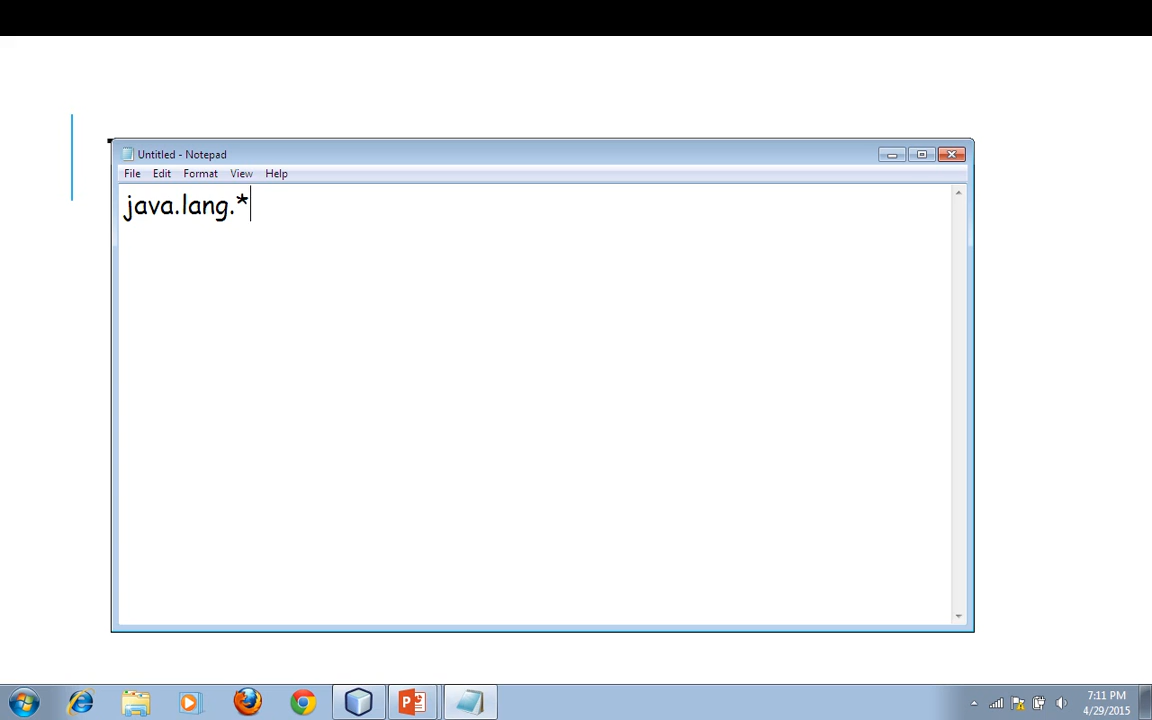 Untitled - Notepad
File Edit Format View Help
java.lang.*
7:11 PM
4/29/2015